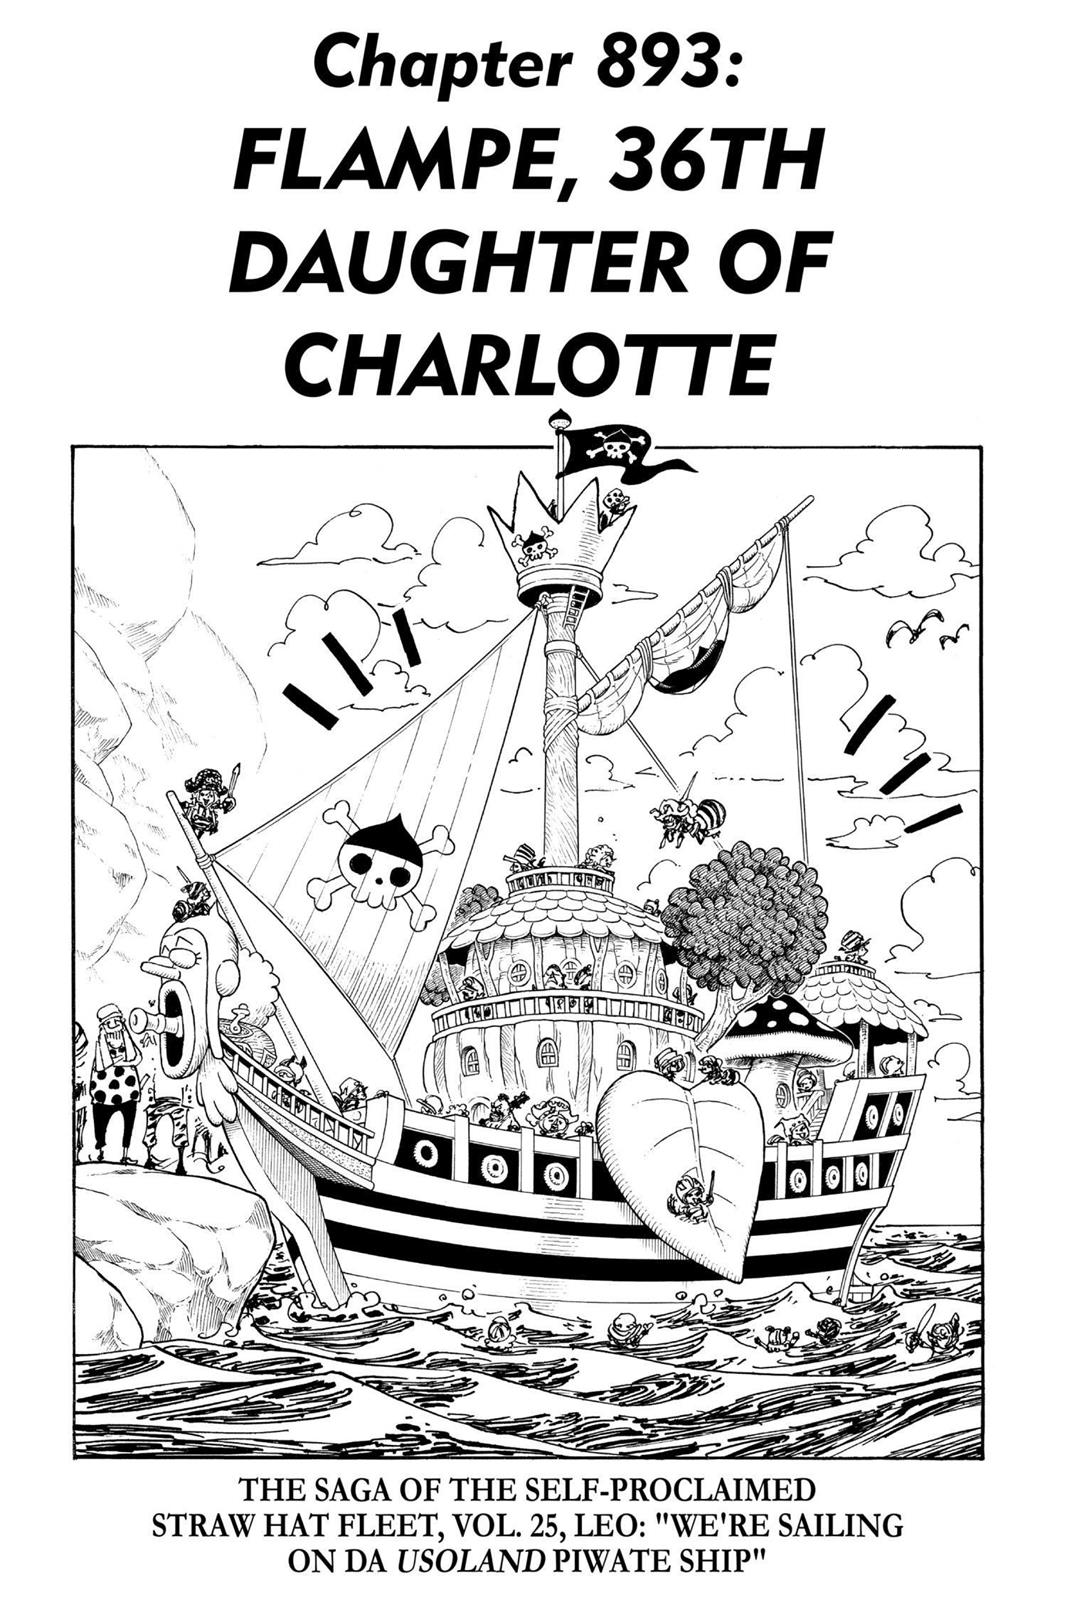 Chapter 893:
FLAMPE, 36TH
DAUGHTER OF
CHARLOTTE
THE SAGA OF THE SELF-PROCLAIMED
STRAW HAT FLEET, VOL. 25, LEO: "WE'RE SAILING
ON DA USOLAND PIWATE SHIP"